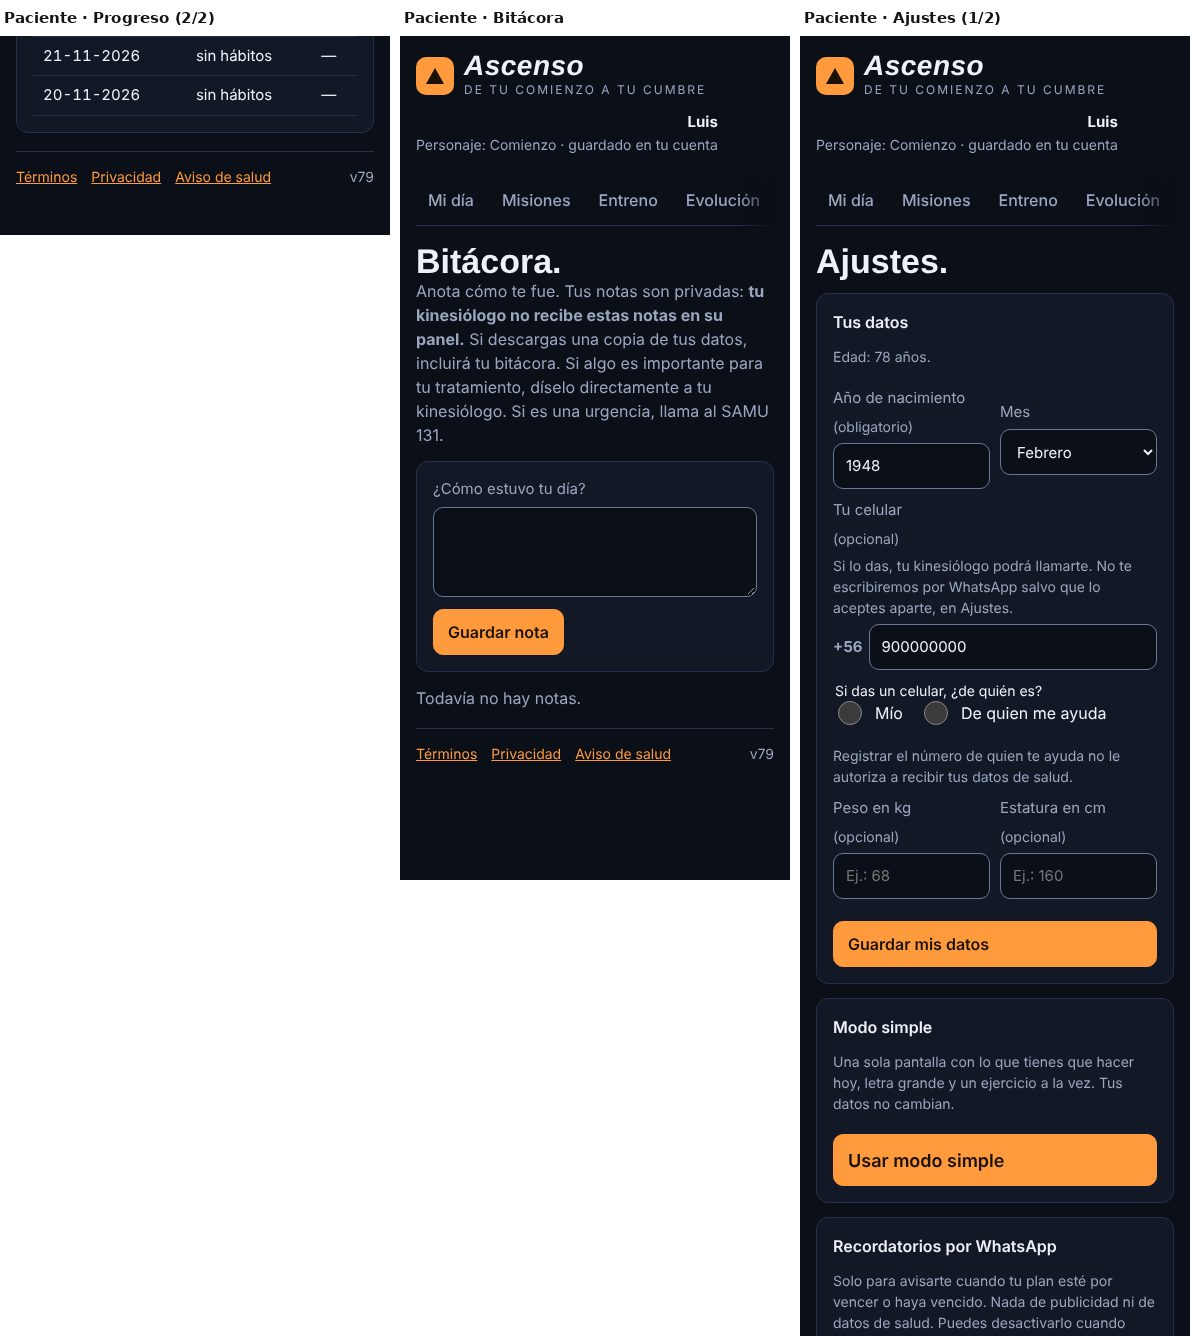 Paciente · Progreso (2/2)
21-11-2026 sin hábitos —
20-11-2026 sin hábitos —
Términos Privacidad Aviso de salud v79
Paciente · Bitácora
Ascenso
DE TU COMIENZO A TU CUMBRE
Luis
Personaje: Comienzo · guardado en tu cuenta
Mi día Misiones Entreno Evolución
Bitácora.
Anota cómo te fue. Tus notas son privadas: tu
kinesiólogo no recibe estas notas en su
panel. Si descargas una copia de tus datos,
incluirá tu bitácora. Si algo es importante para
tu tratamiento, díselo directamente a tu
kinesiólogo. Si es una urgencia, llama al SAMU
131.
¿Cómo estuvo tu día?
Guardar nota
Todavía no hay notas.
Términos Privacidad Aviso de salud v79
Paciente · Ajustes (1/2)
Ascenso
DE TU COMIENZO A TU CUMBRE
Luis
Personaje: Comienzo · guardado en tu cuenta
Mi día Misiones Entreno Evolución
Ajustes.
Tus datos
Edad: 78 años.
Año de nacimiento
(obligatorio)
1948
Mes
Febrero
Tu celular
(opcional)
Si lo das, tu kinesiólogo podrá llamarte. No te
escribiremos por WhatsApp salvo que lo
aceptes aparte, en Ajustes.
+56 900000000
Si das un celular, ¿de quién es?
Mío De quien me ayuda
Registrar el número de quien te ayuda no le
autoriza a recibir tus datos de salud.
Peso en kg
(opcional)
Ej.: 68
Estatura en cm
(opcional)
Ej.: 160
Guardar mis datos
Modo simple
Una sola pantalla con lo que tienes que hacer
hoy, letra grande y un ejercicio a la vez. Tus
datos no cambian.
Usar modo simple
Recordatorios por WhatsApp
Solo para avisarte cuando tu plan esté por
vencer o haya vencido. Nada de publicidad ni de
datos de salud. Puedes desactivarlo cuando